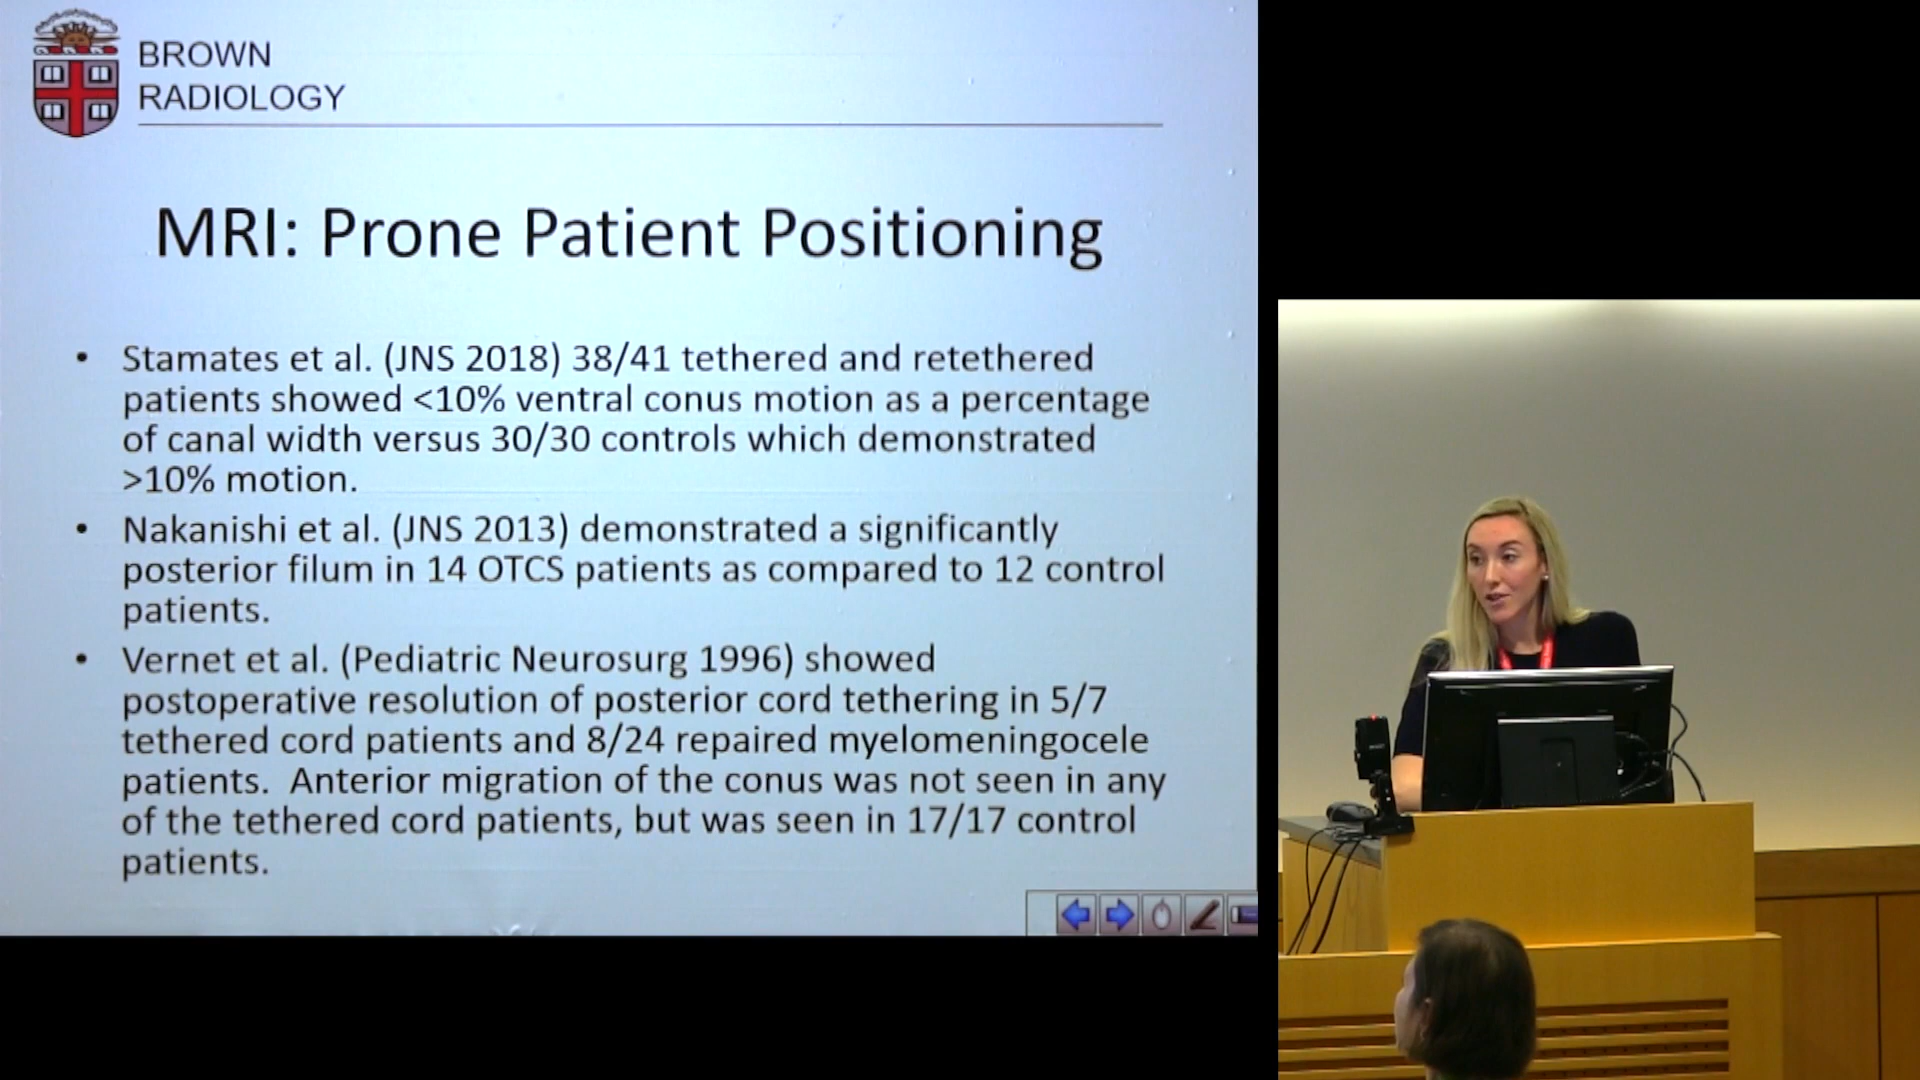 BROWN
RADIOLOGY
MRI: Prone Patient Positioning
• Stamates et al. (JNS 2018) 38/41 tethered and retethered
patients showed <10% ventral conus motion as a percentage
of canal width versus 30/30 controls which demonstrated
>10% motion.
• Nakanishi et al. (JNS 2013) demonstrated a significantly
posterior filum in 14 OTCS patients as compared to 12 control
patients.
• Vernet et al. (Pediatric Neurosurg 1996) showed
postoperative resolution of posterior cord tethering in 5/7
tethered cord patients and 8/24 repaired myelomeningocele
patients.  Anterior migration of the conus was not seen in any
of the tethered cord patients, but was seen in 17/17 control
patients.